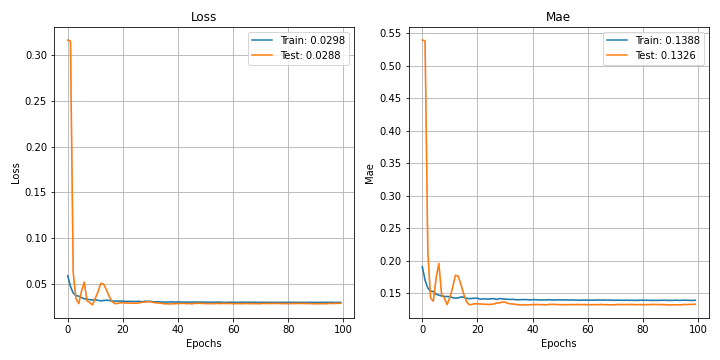 Loss
Train: 0.0298
Test: 0.0288
0.30
0.25
0.20
0.15
0.10
0.05
Loss
0 20 40 60 80 100
Epochs
Mae
Train: 0.1388
Test: 0.1326
0.55
0.50
0.45
0.40
0.35
0.30
0.25
0.20
0.15
Mae
0 20 40 60 80 100
Epochs